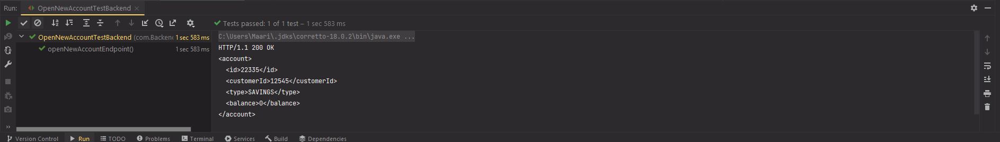 Run: OpenNewAccountTestBackend
Tests passed: 1 of 1 test – 1 sec 583 ms
OpenNewAccountTestBackend (com.Backend 1 sec 583 ms
openNewAccountEndpoint() 1 sec 583 ms
C:\Users\Maari\.jdks\corretto-18.0.2\bin\java.exe ...
HTTP/1.1 200 OK
<account>
  <id>22335</id>
  <customerId>12545</customerId>
  <type>SAVINGS</type>
  <balance>0</balance>
</account>
Version Control Run TODO Problems Terminal Services Build Dependencies